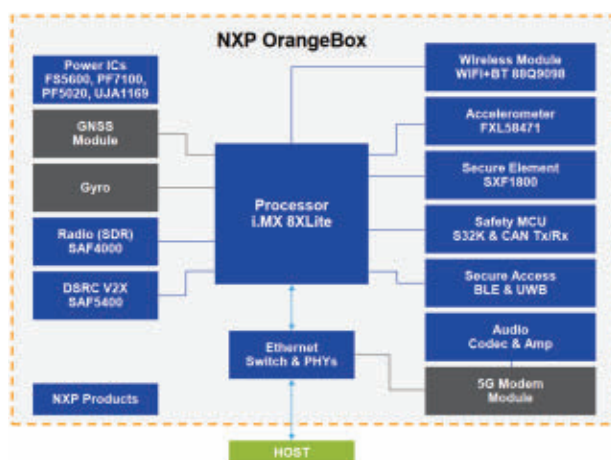 NXP OrangeBox
Power ICs
FS5600, PF7100,
PF5020, UJA1169
GNSS
Module
Gyro
Radio (SDR)
SAF4000
DSRC V2X
SAF5400
NXP Products
Processor
i.MX 8XLite
Ethernet
Switch & PHYs
HOST
Wireless Module
WIFI+BT 88Q9098
Accelerometer
FXL58471
Secure Element
SXF1800
Safety MCU
S32K & CAN Tx/Rx
Secure Access
BLE & UWB
Audio
Codec & Amp
5G Modem
Module